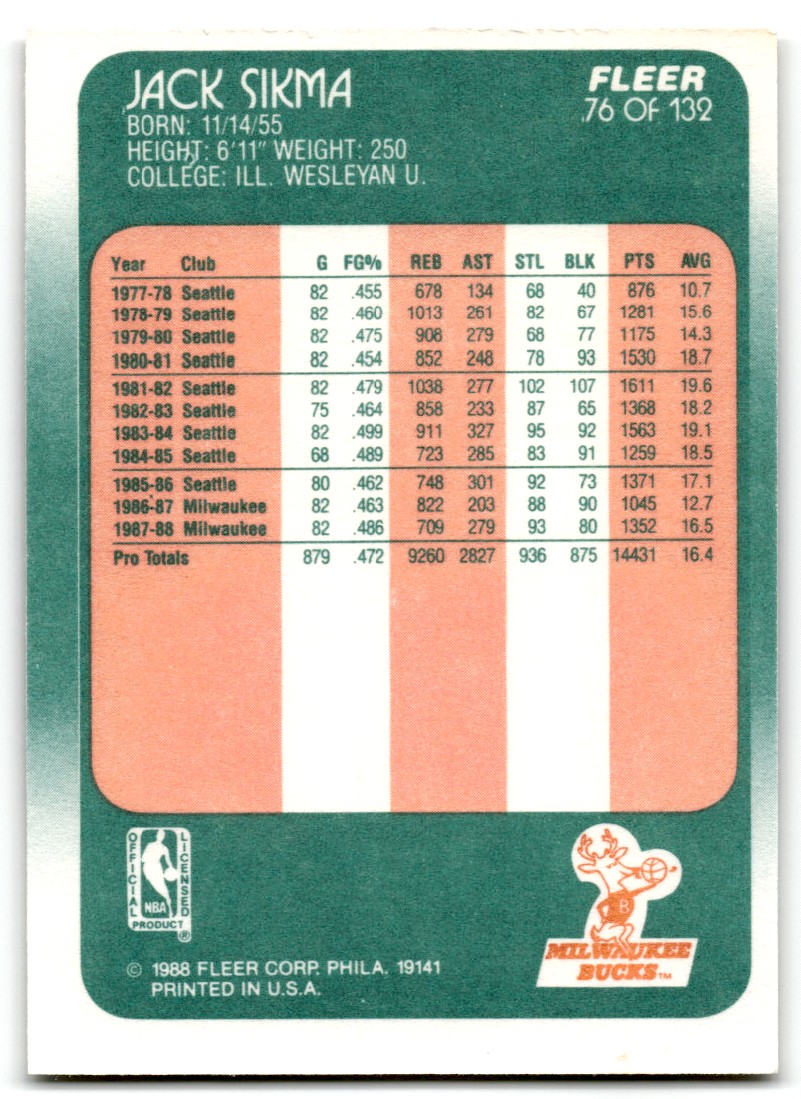 JACK SIKMA
BORN: 11/14/55
HEIGHT: 6'11" WEIGHT: 250
COLLEGE: ILL. WESLEYAN U.
FLEER
76 OF 132
Year Club G FG% REB AST STL BLK PTS AVG
1977-78 Seattle 82 .455 678 134 68 40 876 10.7
1978-79 Seattle 82 .460 1013 261 82 67 1281 15.6
1979-80 Seattle 82 .475 908 279 68 77 1175 14.3
1980-81 Seattle 82 .454 852 248 78 93 1530 18.7
1981-82 Seattle 82 .479 1038 277 102 107 1611 19.6
1982-83 Seattle 75 .464 858 233 87 65 1368 18.2
1983-84 Seattle 82 .499 911 327 95 92 1563 19.1
1984-85 Seattle 68 .489 723 285 83 91 1259 18.5
1985-86 Seattle 80 .462 748 301 92 73 1371 17.1
1986-87 Milwaukee 82 .463 822 203 88 90 1045 12.7
1987-88 Milwaukee 82 .486 709 279 93 80 1352 16.5
Pro Totals 879 .472 9260 2827 936 875 14431 16.4
OFFICIAL
LICENSED
NBA
PRODUCT ®
B
MILWAUKEE
BUCKS™
© 1988 FLEER CORP. PHILA. 19141
PRINTED IN U.S.A.